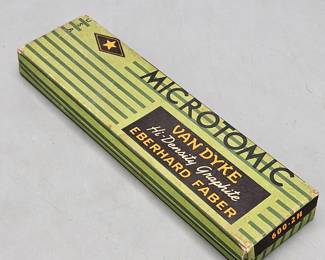 MICROTOMIC
VAN DYKE
Hi-Density Graphite
EBERHARD FABER
600-2H